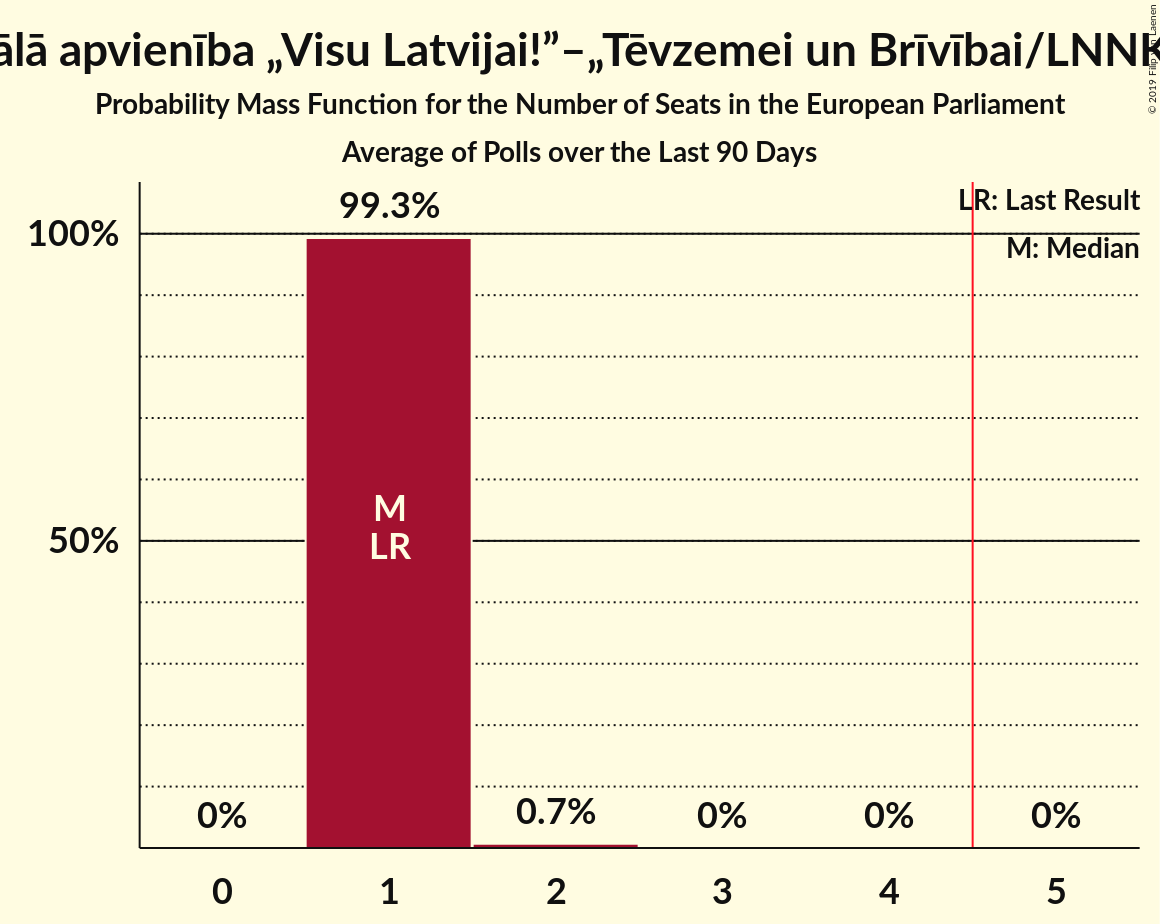 ālā apvienība „Visu Latvijai!”–„Tēvzemei un Brīvībai/LNNK
Probability Mass Function for the Number of Seats in the European Parliament
Average of Polls over the Last 90 Days
© 2019 Filip van Laenen
LR: Last Result
M: Median
99.3%
100%
50%
M
LR
0%
0.7%
0%
0%
0%
0
1
2
3
4
5